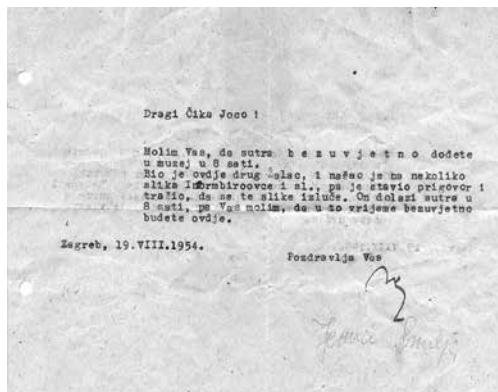 Dragi Čika Joco !
Molim Vas, da sutra b e z u v j e t n o dođete
u muzej u 8 sati.
Bio je ovdje drug i našao je na nekoliko
slika Informbiroovce i sl., pa je stavio prigovor i
tražio, da se te slike izluče. On dolazi sutra u
8 sati, pa Vas molim, da u to vrijeme bezuvjetno
budete ovdje.
Zagreb, 19.VIII.1954.
Pozdravlja Vas